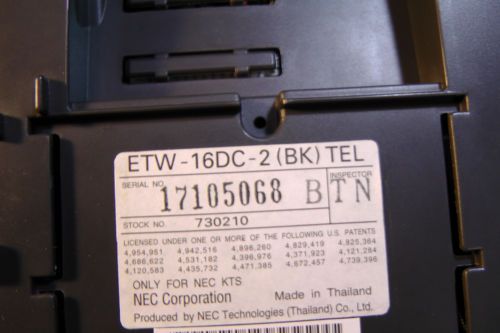 ETW-16DC-2 (BK) TEL
SERIAL NO. 17105068 B INSPECTOR TN
STOCK NO. 730210
LICENSED UNDER ONE OR MORE OF THE FOLLOWING U.S. PATENTS
4,954,951 4,942,516 4,896,260 4,829,419 4,825,364
4,686,622 4,531,182 4,396,976 4,371,923 4,121,284
4,120,583 4,435,732 4,471,385 4,672,457 4,739,396
ONLY FOR NEC KTS
NEC Corporation Made in Thailand
Produced by NEC Technologies (Thailand) Co., Ltd.